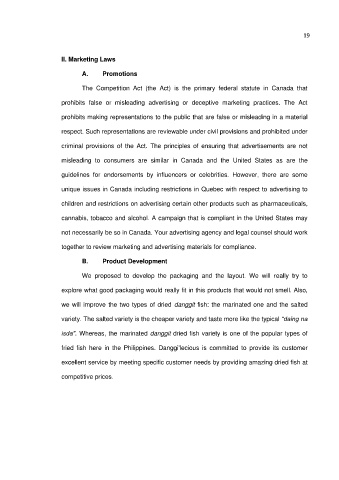 19
II. Marketing Laws
A. Promotions
The Competition Act (the Act) is the primary federal statute in Canada that
prohibits false or misleading advertising or deceptive marketing practices. The Act
prohibits making representations to the public that are false or misleading in a material
respect. Such representations are reviewable under civil provisions and prohibited under
criminal provisions of the Act. The principles of ensuring that advertisements are not
misleading to consumers are similar in Canada and the United States as are the
guidelines for endorsements by influencers or celebrities. However, there are some
unique issues in Canada including restrictions in Quebec with respect to advertising to
children and restrictions on advertising certain other products such as pharmaceuticals,
cannabis, tobacco and alcohol. A campaign that is compliant in the United States may
not necessarily be so in Canada. Your advertising agency and legal counsel should work
together to review marketing and advertising materials for compliance.
B. Product Development
We proposed to develop the packaging and the layout. We will really try to
explore what good packaging would really fit in this products that would not smell. Also,
we will improve the two types of dried danggit fish: the marinated one and the salted
variety. The salted variety is the cheaper variety and taste more like the typical "daing na
isda". Whereas, the marinated danggit dried fish variety is one of the popular types of
fried fish here in the Philippines. Danggi'lecious is committed to provide its customer
excellent service by meeting specific customer needs by providing amazing dried fish at
competitive prices.